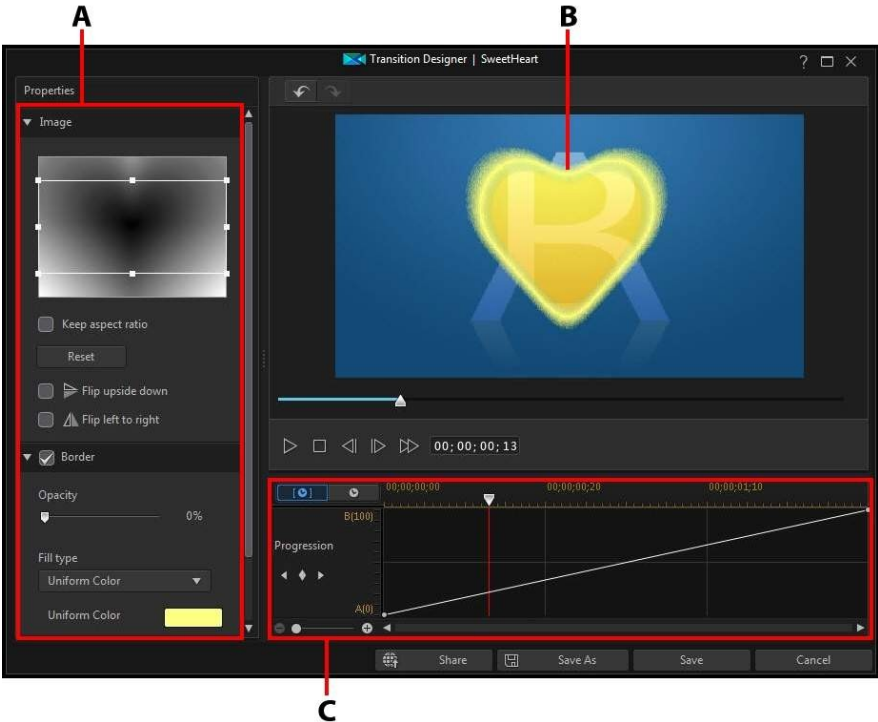 A
B
Transition Designer | SweetHeart
?
Properties
Image
A
B
Keep aspect ratio
Reset
Flip upside down
Flip left to right
00;00;00;13
Border
Opacity
0%
Fill type
Uniform Color
Uniform Color
00;00;00;00
00;00;00;20
00;00;01;10
B(100)
Progression
A(0)
Share
Save As
Save
Cancel
C